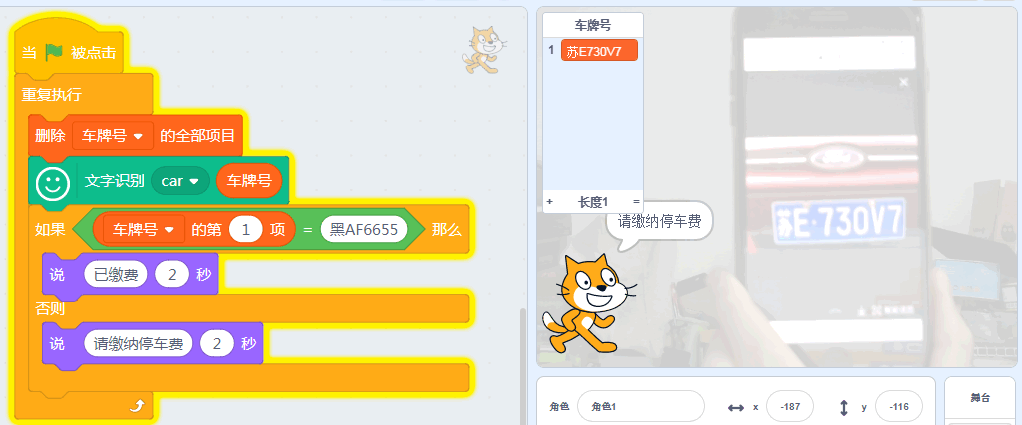 当 被点击
重复执行
删除 车牌号 的全部项目
文字识别 car 车牌号
如果 车牌号 的第 1 项 = 黑AF6655 那么
说 已缴费 2 秒
否则
说 请缴纳停车费 2 秒
车牌号
1 苏E730V7
+ 长度1 =
请缴纳停车费
苏E·730V7
角色 角色1 x -187 y -116
舞台